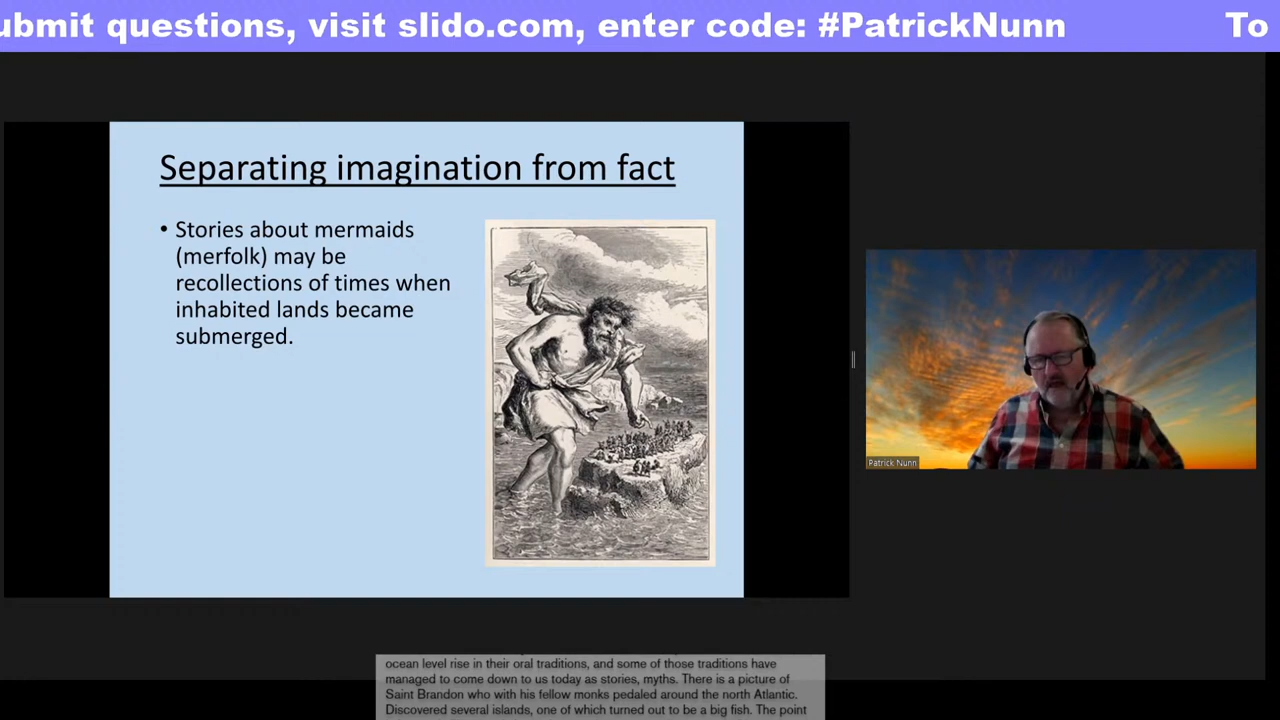 ubmit questions, visit slido.com, enter code: #PatrickNunn To
Separating imagination from fact
• Stories about mermaids
(merfolk) may be
recollections of times when
inhabited lands became
submerged.
Patrick Nunn
ocean level rise in their oral traditions, and some of those traditions have
managed to come down to us today as stories, myths. There is a picture of
Saint Brandon who with his fellow monks pedaled around the north Atlantic.
Discovered several islands, one of which turned out to be a big fish. The point